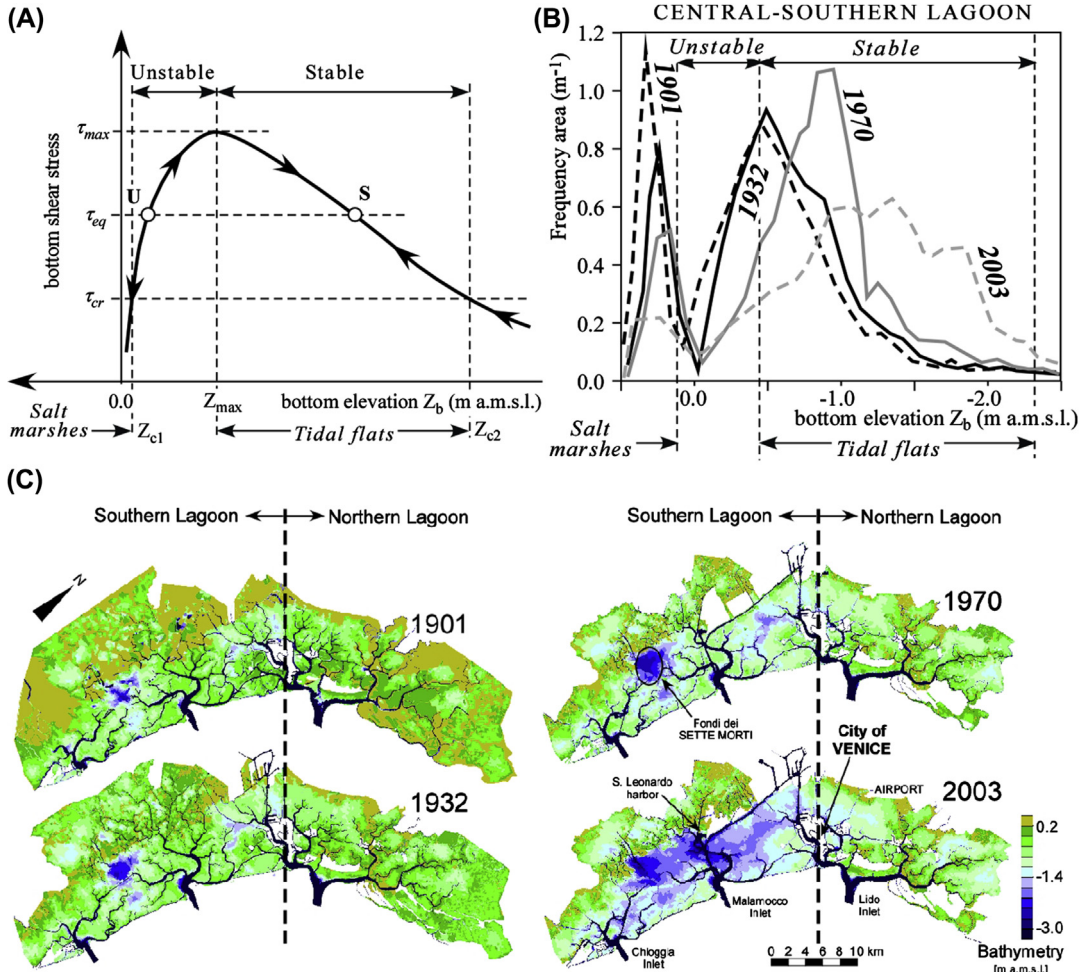 (A)
Unstable
Stable
bottom shear stress
τmax
τeq
τcr
U
S
0.0
Zmax
bottom elevation Zb (m a.m.s.l.)
Salt
marshes
Zc1
Tidal flats
Zc2
(B)
CENTRAL-SOUTHERN LAGOON
Unstable
Stable
Frequency area (m-1)
1.2
1.0
0.8
0.6
0.4
0.2
0.0
1901
1932
1970
2003
0.0
-1.0
-2.0
bottom elevation Zb (m a.m.s.l.)
Salt
marshes
Tidal flats
(C)
Southern Lagoon
Northern Lagoon
N
1901
1932
Southern Lagoon
Northern Lagoon
1970
Fondi dei
SETTE MORTI
City of
VENICE
S. Leonardo
harbor
AIRPORT
2003
Malamocco
Inlet
Lido
Inlet
Chioggia
Inlet
0 2 4 6 8 10 km
0.2
-1.4
-3.0
Bathymetry
[m a.m.s.l.]